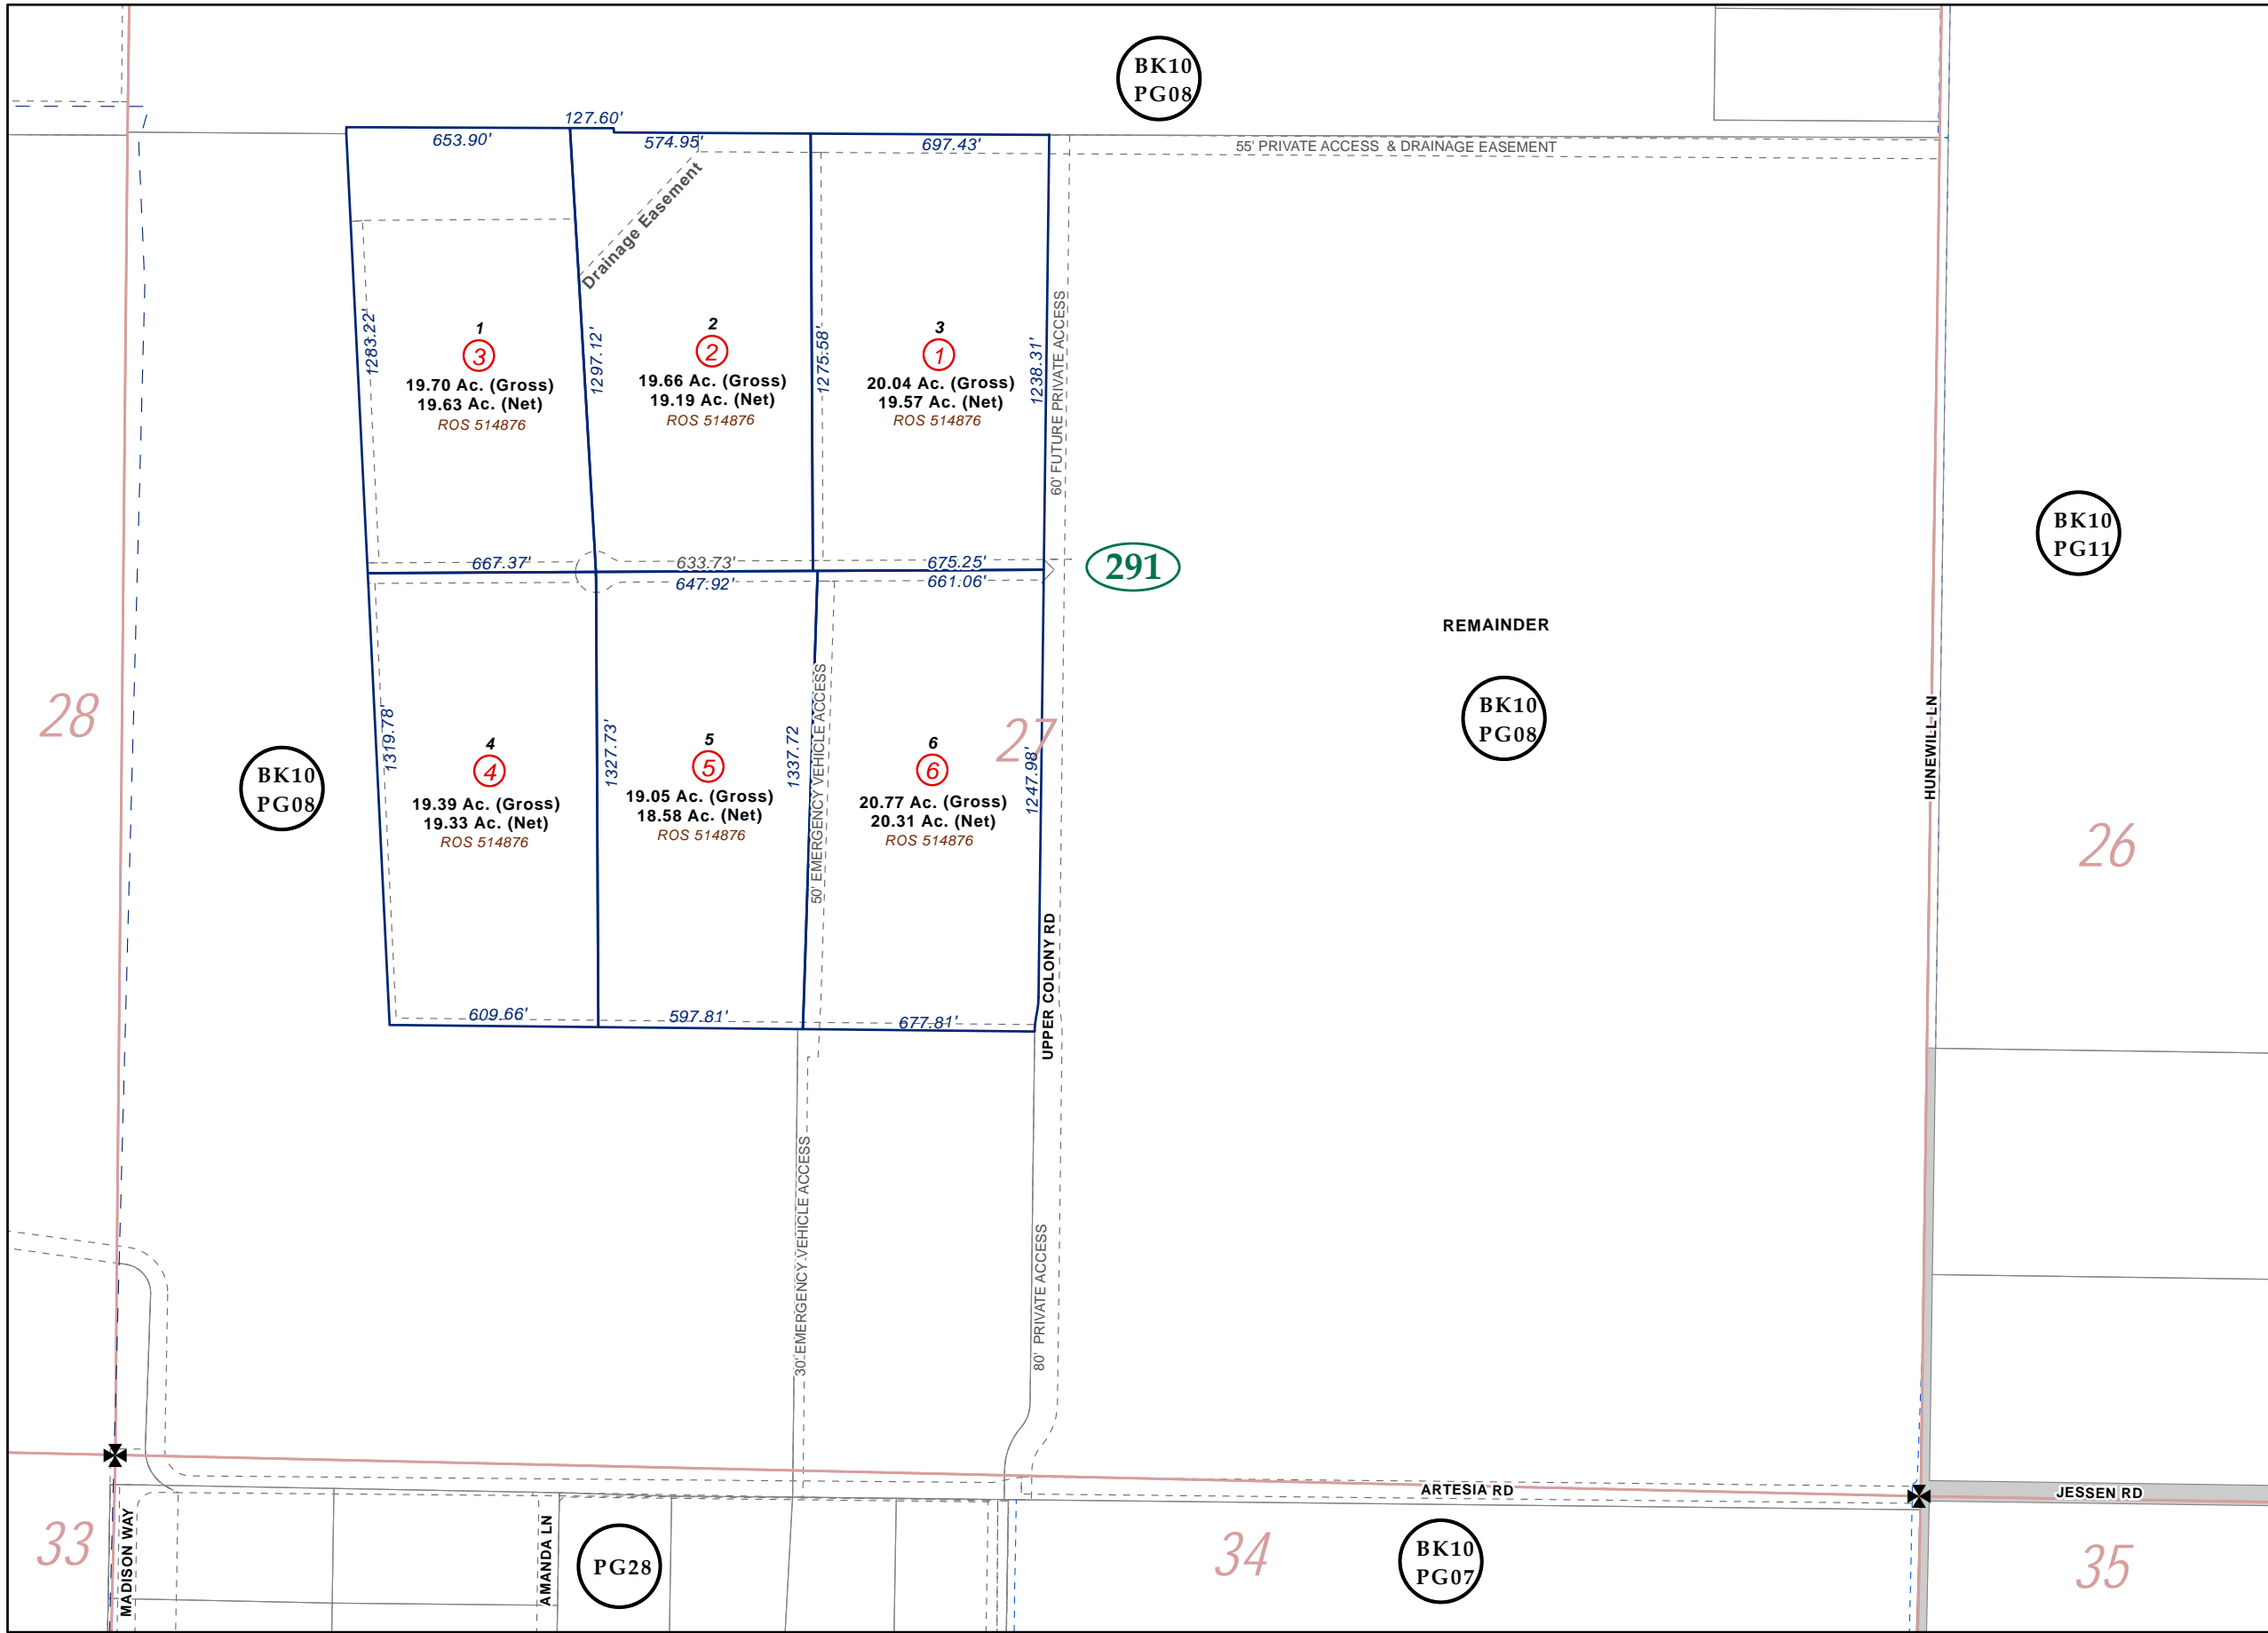 BK10
PG08
127.60'
653.90'
574.95'
697.43'
55' PRIVATE ACCESS & DRAINAGE EASEMENT
Drainage Easement
1283.22'
1297.12'
1275.58'
1238.31'
60' FUTURE PRIVATE ACCESS
1
3
19.70 Ac. (Gross)
19.63 Ac. (Net)
ROS 514876
2
2
19.66 Ac. (Gross)
19.19 Ac. (Net)
ROS 514876
3
1
20.04 Ac. (Gross)
19.57 Ac. (Net)
ROS 514876
BK10
PG11
667.37'
633.73'
675.25'
647.92'
661.06'
291
REMAINDER
BK10
PG08
28
27
26
HUNEWILL LN
BK10
PG08
1319.78'
1327.73'
1337.72
50' EMERGENCY VEHICLE ACCESS
1247.98'
4
4
19.39 Ac. (Gross)
19.33 Ac. (Net)
ROS 514876
5
5
19.05 Ac. (Gross)
18.58 Ac. (Net)
ROS 514876
6
6
20.77 Ac. (Gross)
20.31 Ac. (Net)
ROS 514876
UPPER COLONY RD
609.66'
597.81'
677.81'
30' EMERGENCY VEHICLE ACCESS
80' PRIVATE ACCESS
ARTESIA RD
JESSEN RD
33
MADISON WAY
AMANDA LN
PG28
34
BK10
PG07
35